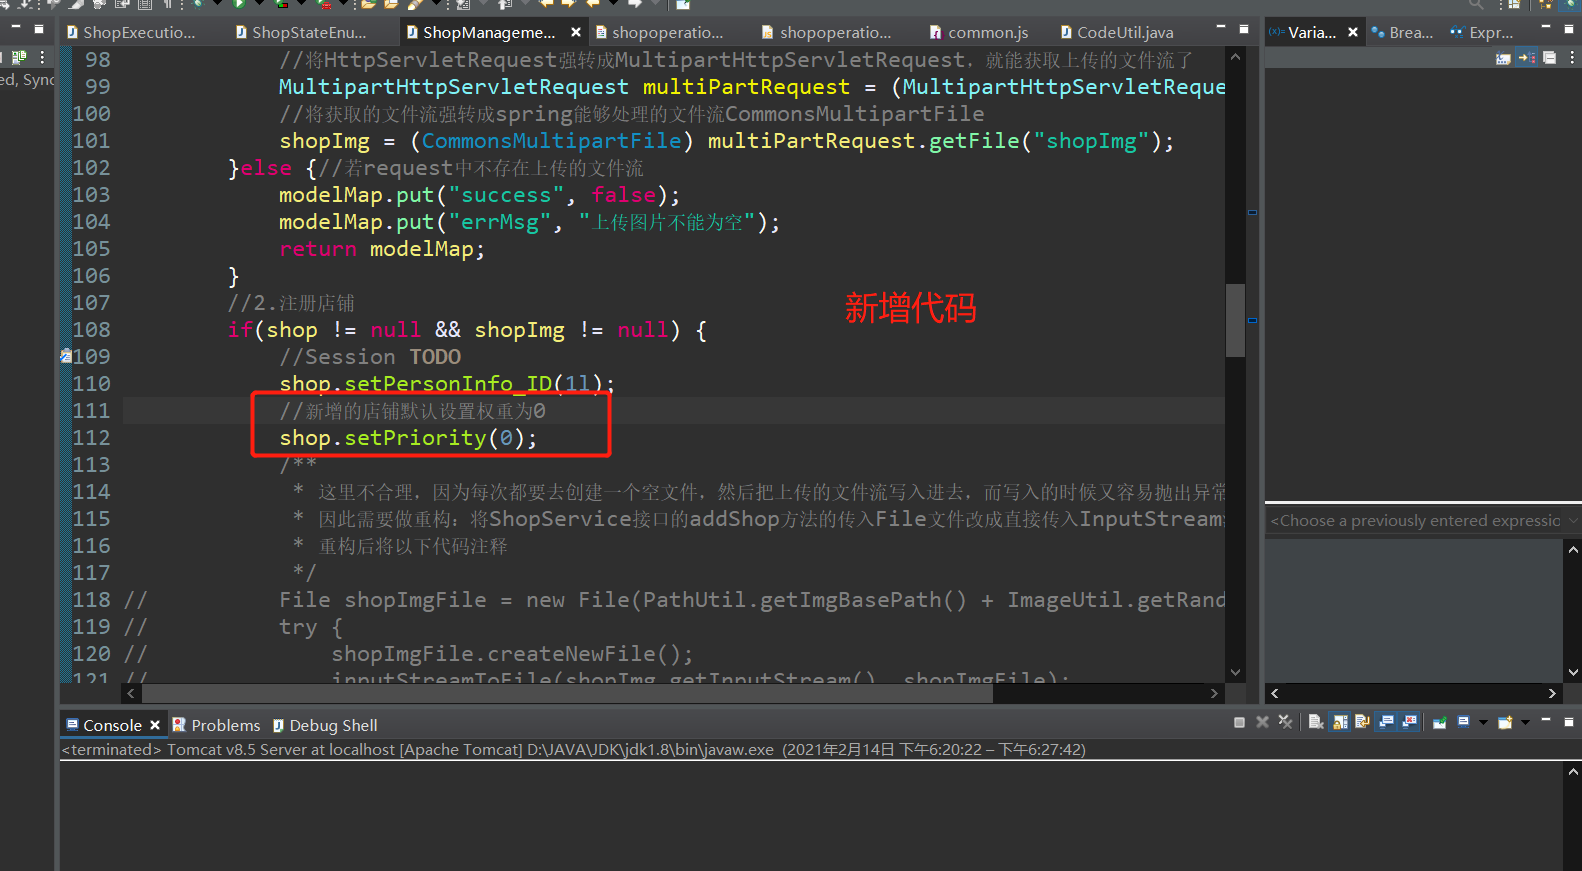 ShopExecutio... ShopStateEnu... ShopManageme... shopoperatio... shopoperatio... common.js CodeUtil.java
(x)= Varia... Brea... Expr...
ed, Sync
98 //将HttpServletRequest强转成MultipartHttpServletRequest，就能获取上传的文件流了
99 MultipartHttpServletRequest multiPartRequest = (MultipartHttpServletReque
100 //将获取的文件流强转成spring能够处理的文件流CommonsMultipartFile
101 shopImg = (CommonsMultipartFile) multiPartRequest.getFile("shopImg");
102 }else {//若request中不存在上传的文件流
103 modelMap.put("success", false);
104 modelMap.put("errMsg", "上传图片不能为空");
105 return modelMap;
106 }
107 //2.注册店铺
新增代码
108 if(shop != null && shopImg != null) {
109 //Session TODO
110 shop.setPersonInfo_ID(1l);
111 //新增的店铺默认设置权重为0
112 shop.setPriority(0);
113 /**
114 * 这里不合理，因为每次都要去创建一个空文件，然后把上传的文件流写入进去，而写入的时候又容易抛出异常
115 * 因此需要做重构：将ShopService接口的addShop方法的传入File文件改成直接传入InputStream
116 * 重构后将以下代码注释
117 */
118 // File shopImgFile = new File(PathUtil.getImgBasePath() + ImageUtil.getRand
119 // try {
120 // shopImgFile.createNewFile();
121 // inputStreamToFile(shopImg.getInputStream(), shopImgFile);
<Choose a previously entered expressio
Console Problems Debug Shell
<terminated> Tomcat v8.5 Server at localhost [Apache Tomcat] D:\JAVA\JDK\jdk1.8\bin\javaw.exe (2021年2月14日 下午6:20:22 – 下午6:27:42)